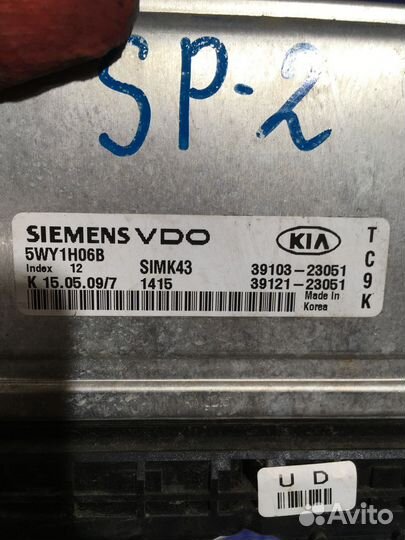 SP-2
SIEMENS VDO
KIA
5WY1H06B
Index 12
SIMK43
39103-23051
K 15.05.09/7
1415
39121-23051
Made in
Korea
T
C
9
K
U D
Avito